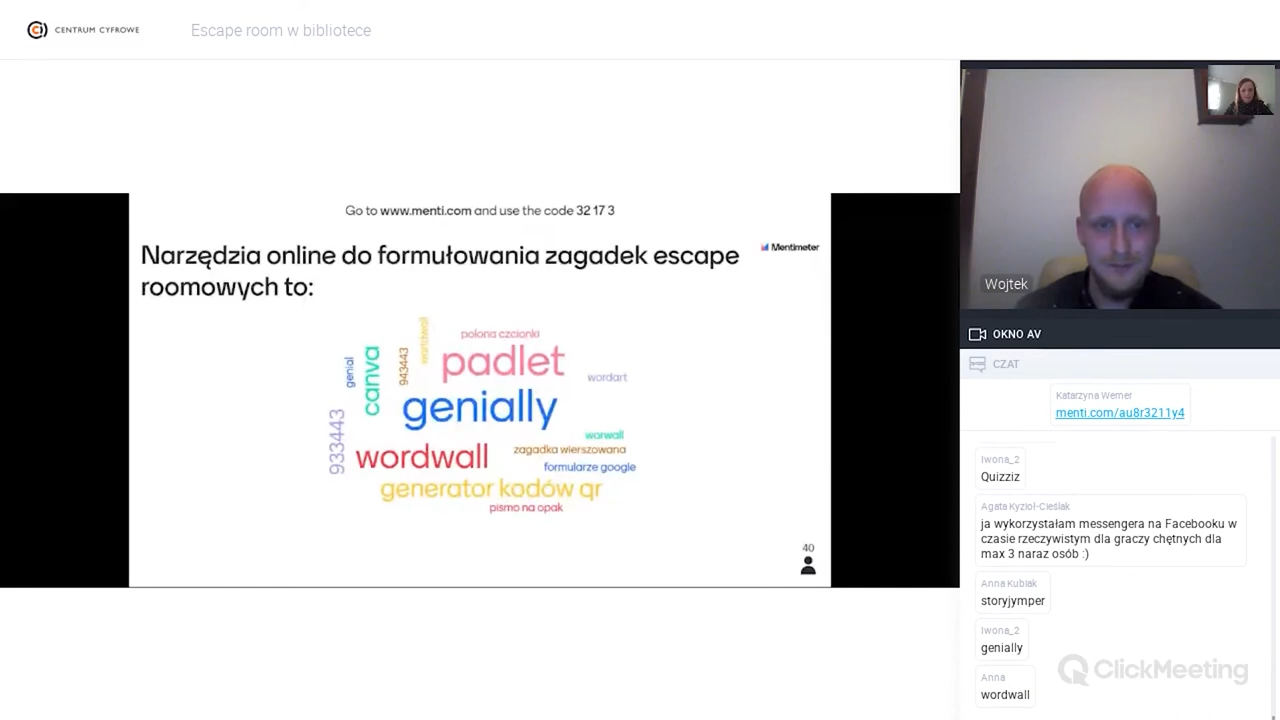 CENTRUM CYFROWE
Escape room w bibliotece
Go to www.menti.com and use the code 32 17 3
Mentimeter
Narzędzia online do formułowania zagadek escape
roomowych to:
polona czcionki
wartdwall
943443
canva
genial
padlet
wordart
genially
933443
worwall
wordwall
zagadka wierszowana
formularze google
generator kodów qr
pismo na opak
40
Wojtek
OKNO AV
CZAT
Katarzyna Werner
menti.com/au8r3211y4
Iwona_2
Quizziz
Agata Kyzioł-Cieślak
ja wykorzystałam messengera na Facebooku w
czasie rzeczywistym dla graczy chętnych dla
max 3 naraz osób :)
Anna Kubiak
storyjymper
Iwona_2
genially
Anna
wordwall
ClickMeeting